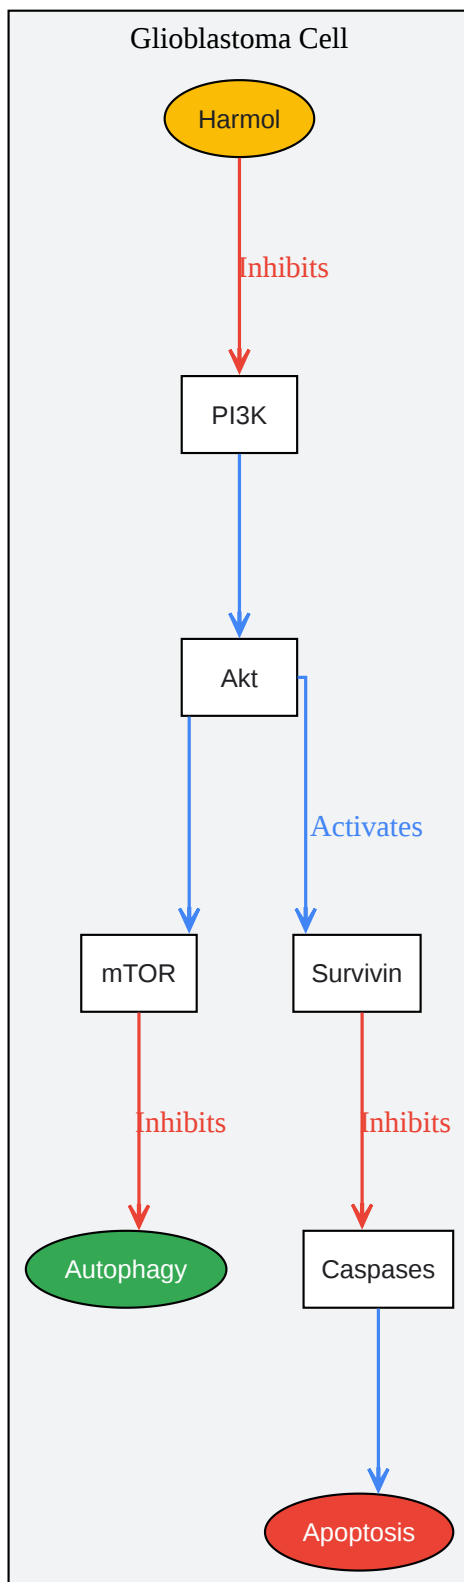 Glioblastoma Cell
Harmol
Inhibits
PI3K
Akt
Activates
mTOR
Survivin
Inhibits
Inhibits
Autophagy
Caspases
Apoptosis